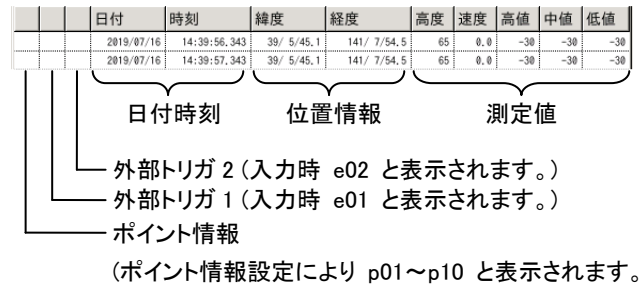 日付 時刻 緯度 経度 高度 速度 高値 中値 低値
2019/07/16 14:39:56.343 39/ 5/45.1 141/ 7/54.5 65 0.0 -30 -30 -30
2019/07/16 14:39:57.343 39/ 5/45.1 141/ 7/54.5 65 0.0 -30 -30 -30
日付時刻 位置情報 測定値
外部トリガ 2 (入力時 e02 と表示されます。)
外部トリガ 1 (入力時 e01 と表示されます。)
ポイント情報
(ポイント情報設定により p01～p10 と表示されます。